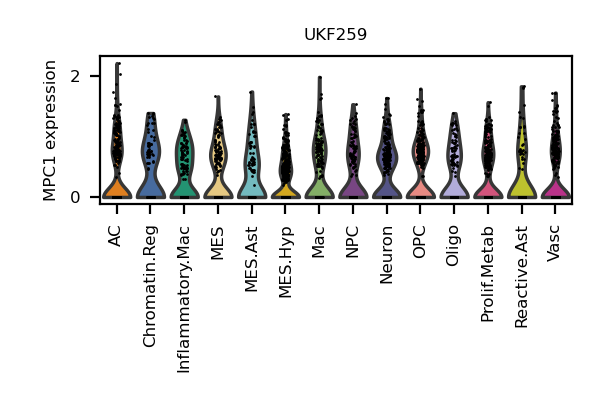 UKF259
MPC1 expression
2
0
AC
Chromatin.Reg
Inflammatory.Mac
MES
MES.Ast
MES.Hyp
Mac
NPC
Neuron
OPC
Oligo
Prolif.Metab
Reactive.Ast
Vasc